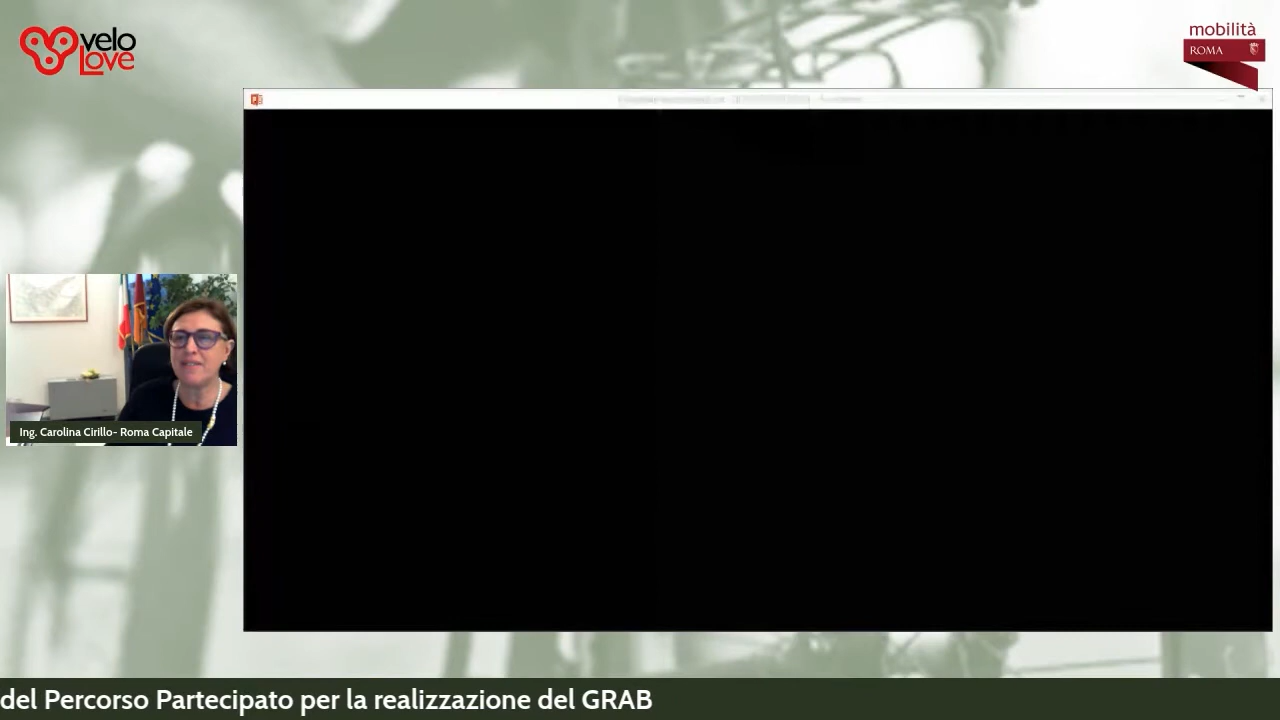 velo
Love
mobilità
ROMA
Ing. Carolina Cirillo- Roma Capitale
del Percorso Partecipato per la realizzazione del GRAB